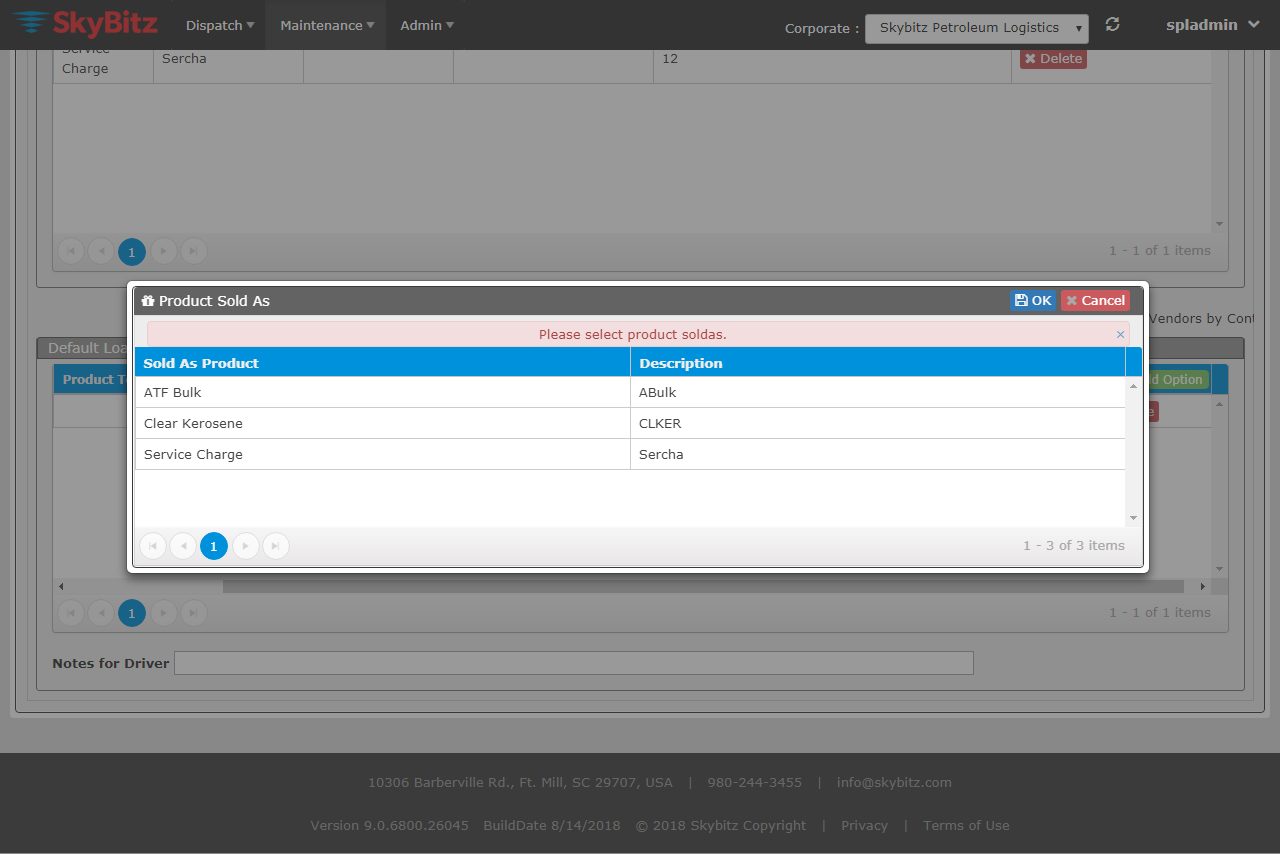 SkyBitz Dispatch Maintenance Admin Corporate : Skybitz Petroleum Logistics spladmin
Service Charge Sercha 12 Delete
1 1 - 1 of 1 items
Product Sold As OK Cancel
Please select product soldas. ×
Sold As Product Description
ATF Bulk ABulk
Clear Kerosene CLKER
Service Charge Sercha
1 1 - 3 of 3 items
Vendors by Cont
Default Loa
Product T d Option
e
1 1 - 1 of 1 items
Notes for Driver
10306 Barberville Rd., Ft. Mill, SC 29707, USA | 980-244-3455 | info@skybitz.com
Version 9.0.6800.26045 BuildDate 8/14/2018 © 2018 Skybitz Copyright | Privacy | Terms of Use